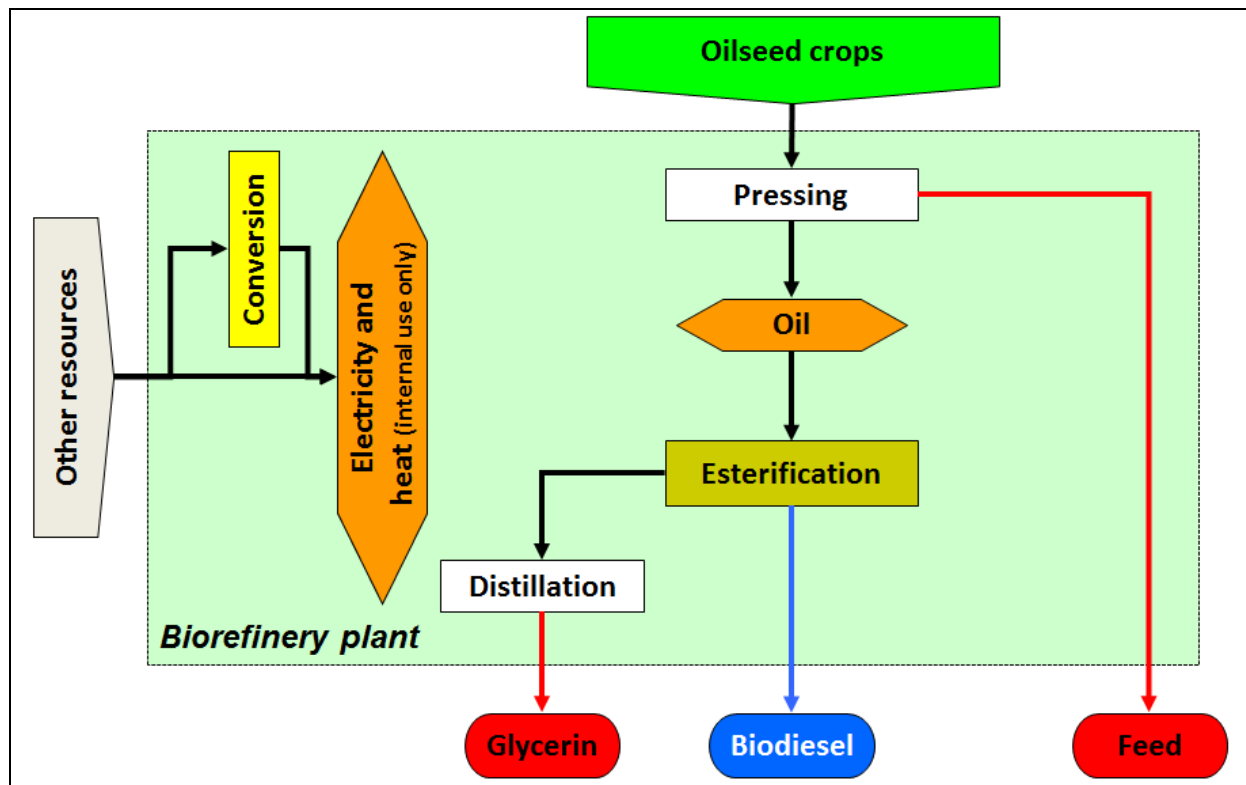 Oilseed crops
Pressing
Oil
Esterification
Distillation
Conversion
Other resources
Electricity and
heat (internal use only)
Biorefinery plant
Glycerin
Biodiesel
Feed